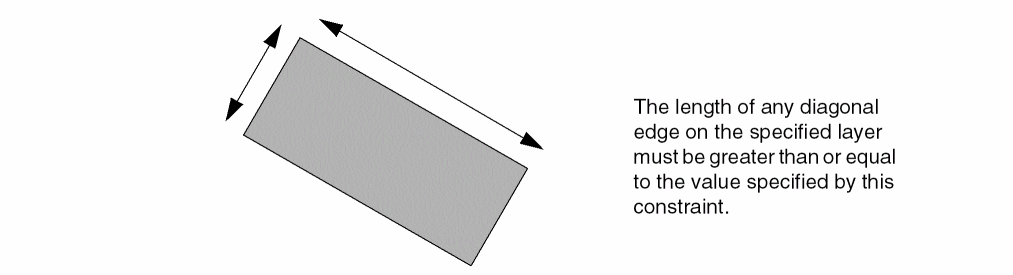 The length of any diagonal
edge on the specified layer
must be greater than or equal
to the value specified by this
constraint.